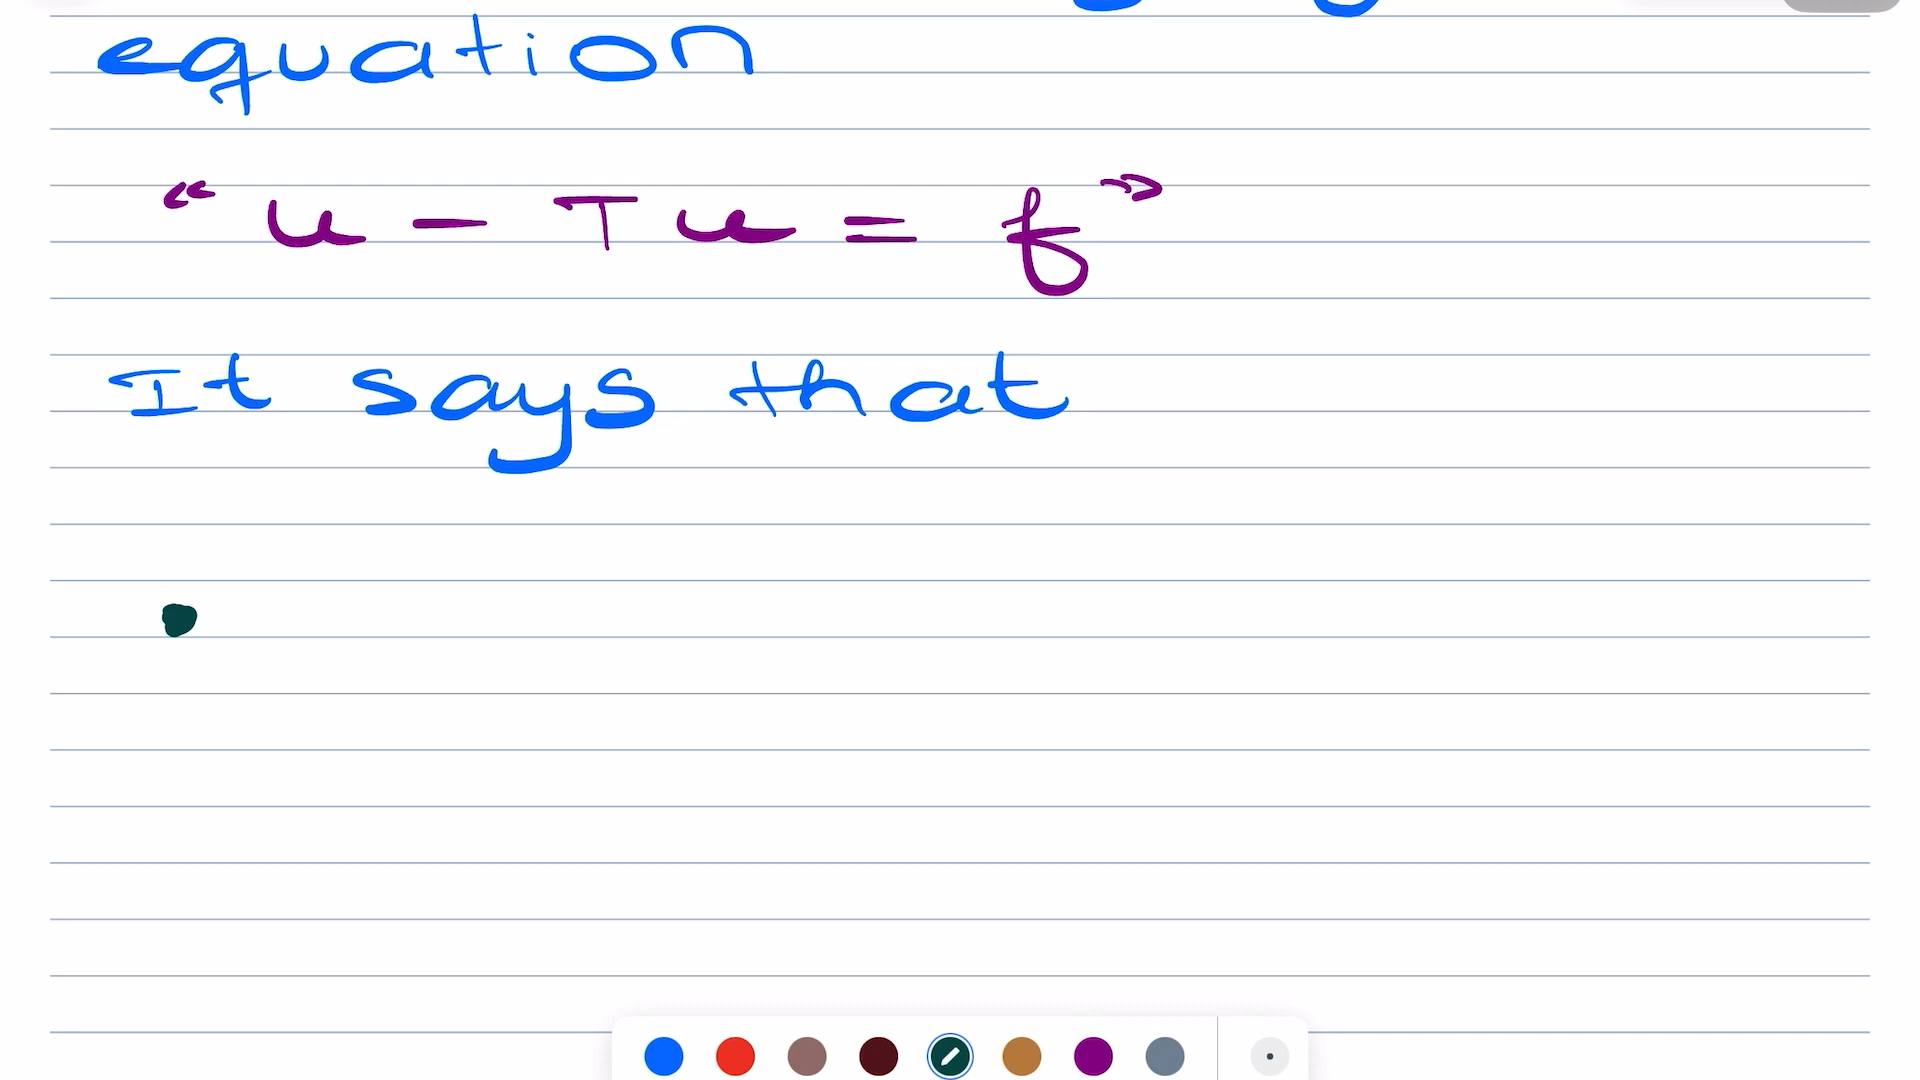 equation
“ u - Tu = f ”
It says that